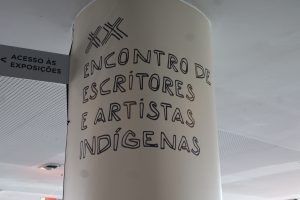 < ACESSO ÀS
EXPOSIÇÕES
XX
ENCONTRO DE
ESCRITORES
E ARTISTAS
INDÍGENAS